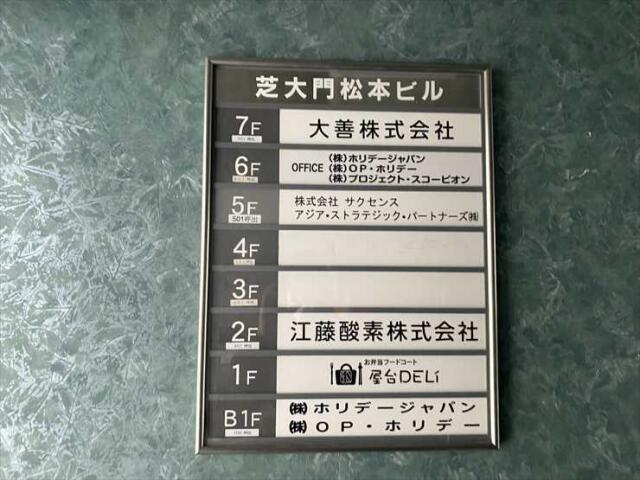 芝大門松本ビル
7F 大善株式会社
6F OFFICE (株)ホリデージャパン
(株)OP・ホリデー
(株)プロジェクト・スコーピオン
5F 株式会社 サクセンス
501呼出 アジア・ストラテジック・パートナーズ㈱
4F
3F
2F 江藤酸素株式会社
1F お弁当フードコート
屋台DELi
B1F ㈱ホリデージャパン
㈱OP・ホリデー